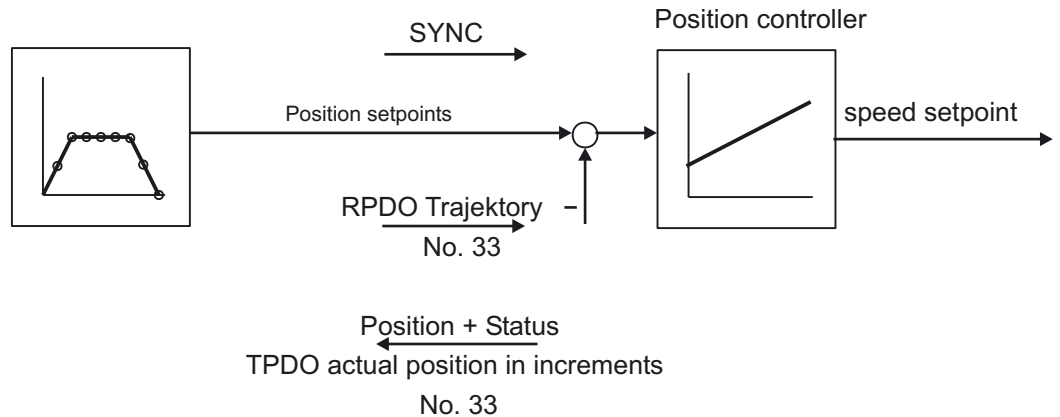 Position controller
SYNC
Position setpoints
speed setpoint
RPDO Trajektory
–
No. 33
Position + Status
TPDO actual position in increments
No. 33